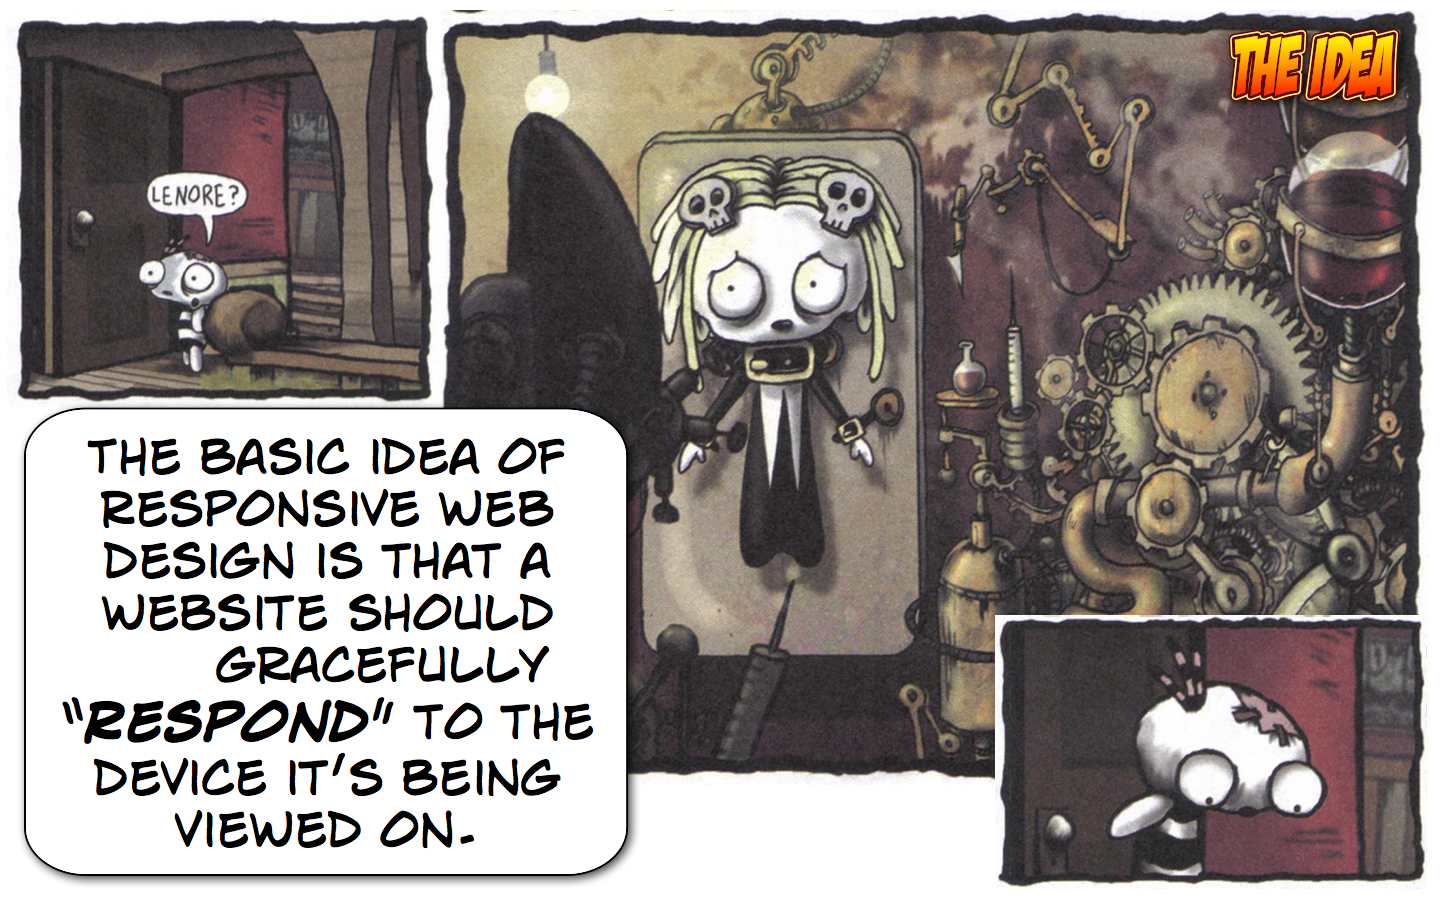 THE IDEA
LENORE?
THE BASIC IDEA OF
RESPONSIVE WEB
DESIGN IS THAT A
WEBSITE SHOULD
GRACEFULLY
"RESPOND" TO THE
DEVICE IT'S BEING
VIEWED ON.